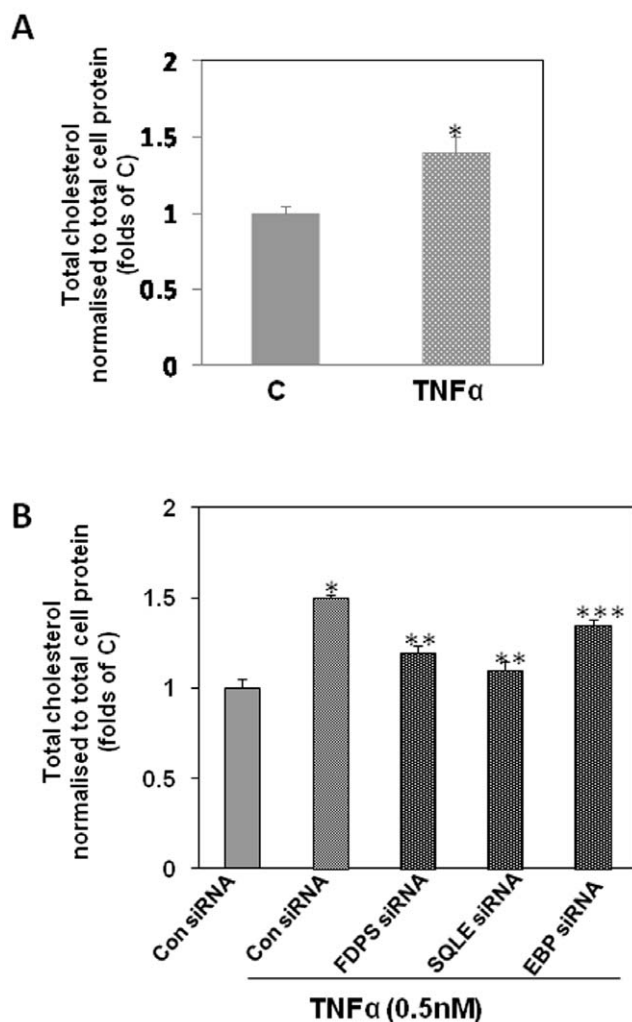 A
Total cholesterol
normalised to total cell protein
(folds of C)
2
1.5
1
0.5
0
*
C
TNFα
B
Total cholesterol
normalised to total cell protein
(folds of C)
2
1.5
1
0.5
0
*
**
**
***
Con siRNA
Con siRNA
FDPS siRNA
SQLE siRNA
EBP siRNA
TNFα (0.5nM)